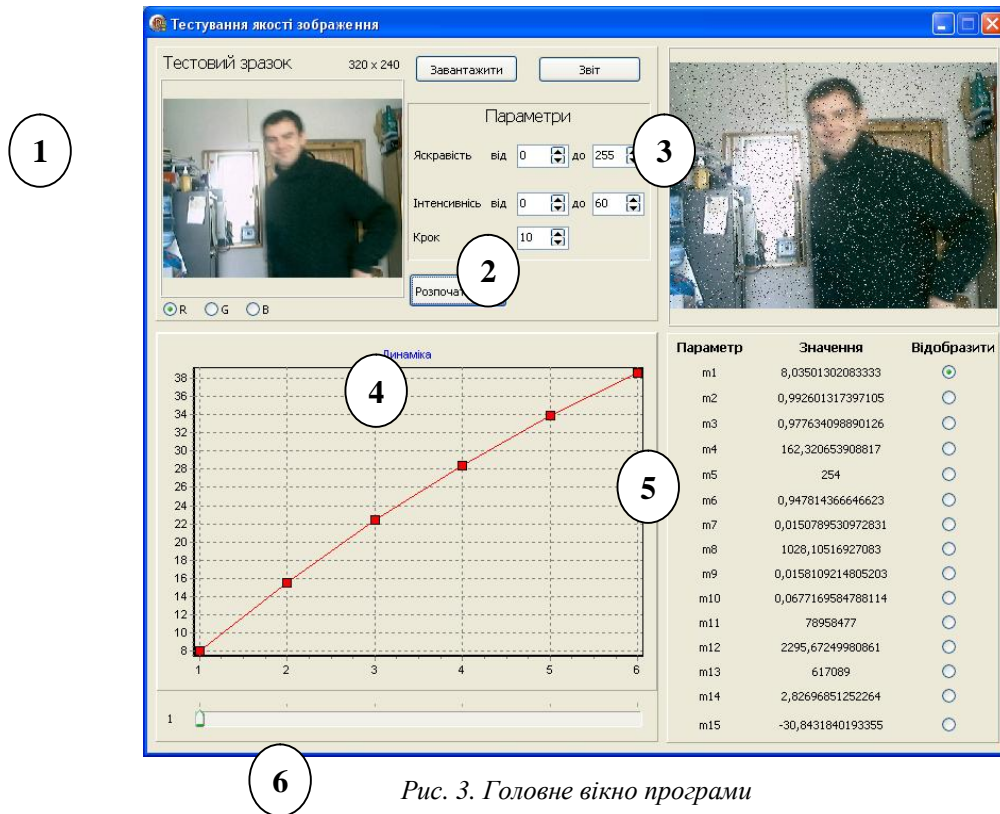 Тестування якості зображення
Тестовий зразок 320 x 240
Завантажити Звіт
Параметри
Яскравість від 0 до 255
Інтенсивнісь від 0 до 60
Крок 10
R G B
1
2
3
Динаміка
4
38
36
34
32
30
28
26
24
22
20
18
16
14
12
10
8
1 2 3 4 5 6
1
5
6
Параметр Значення Відобразити
m1 8,03501302083333
m2 0,992601317397105
m3 0,977634098890126
m4 162,320653908817
m5 254
m6 0,947814366646623
m7 0,0150789530972831
m8 1028,10516927083
m9 0,0158109214805203
m10 0,0677169584788114
m11 78958477
m12 2295,67249980861
m13 617089
m14 2,82696851252264
m15 -30,8431840193355
Рис. 3. Головне вікно програми